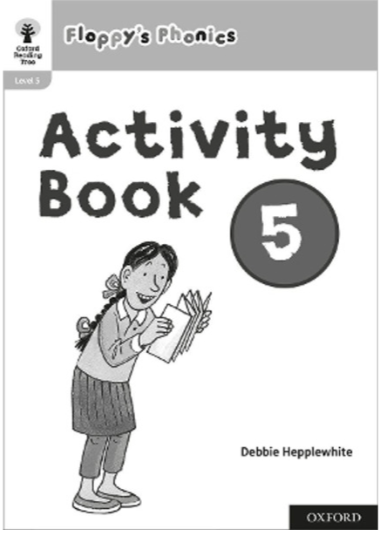 Floppy's Phonics
Oxford
Reading
Tree
Level 5
Activity
Book 5
Debbie Hepplewhite
OXFORD